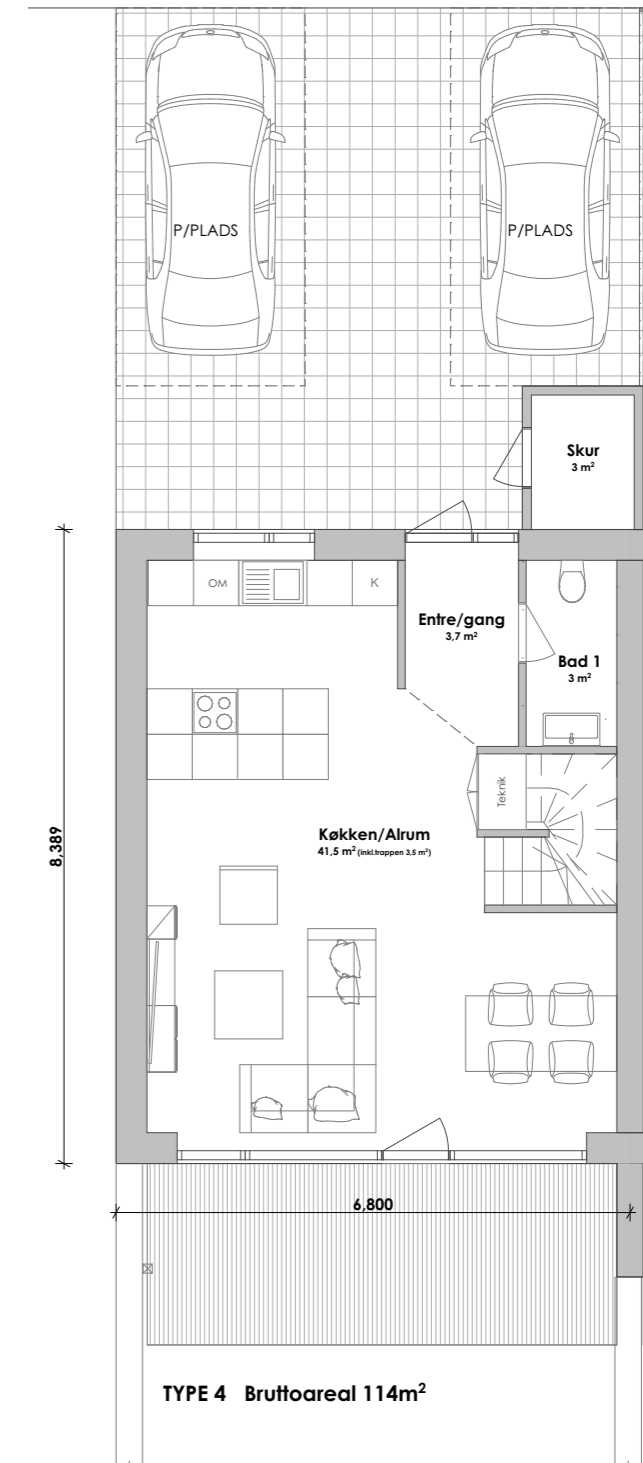 P/PLADS
P/PLADS
Skur
3 m²
OM
K
Entre/gang
3,7 m²
Bad 1
3 m²
Teknik
Køkken/Alrum
41,5 m² (inkl.trappen 3,5 m²)
8,389
6,800
TYPE 4 Bruttoareal 114m²